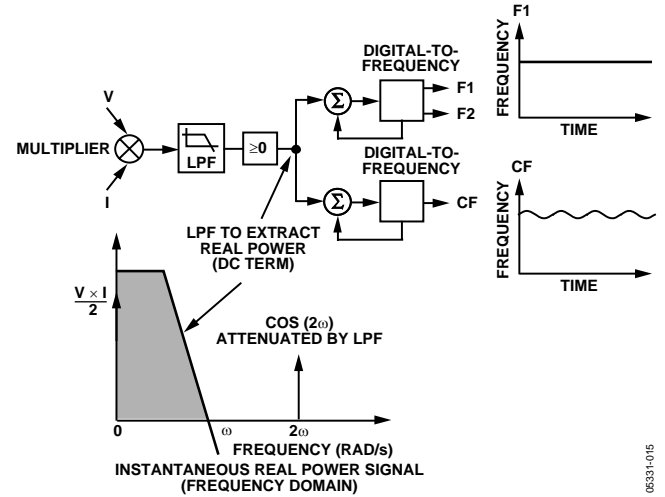 V
MULTIPLIER
I
LPF
≥0
DIGITAL-TO-
FREQUENCY
Σ
F1
F2
DIGITAL-TO-
FREQUENCY
Σ
CF
F1
FREQUENCY
TIME
CF
FREQUENCY
TIME
LPF TO EXTRACT
REAL POWER
(DC TERM)
V × I
2
COS (2ω)
ATTENUATED BY LPF
0
ω
2ω
FREQUENCY (RAD/s)
INSTANTANEOUS REAL POWER SIGNAL
(FREQUENCY DOMAIN)
05331-015